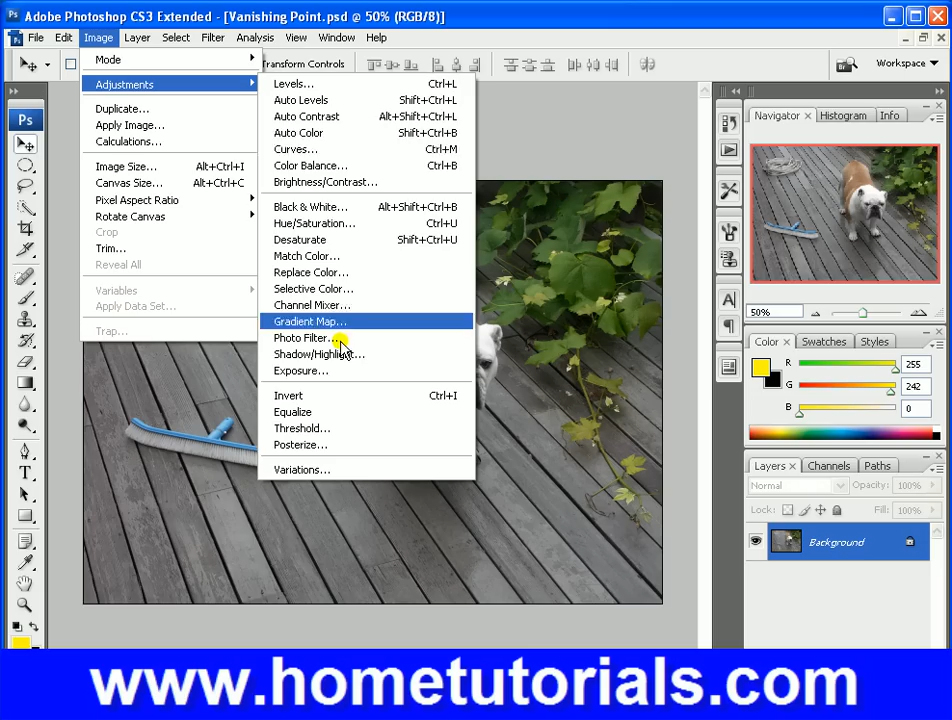 Adobe Photoshop CS3 Extended - [Vanishing Point.psd @ 50% (RGB/8)]
File Edit Image Layer Select Filter Analysis View Window Help
Transform Controls
Workspace
Mode
Adjustments
Duplicate...
Apply Image...
Calculations...
Image Size... Alt+Ctrl+I
Canvas Size... Alt+Ctrl+C
Pixel Aspect Ratio
Rotate Canvas
Crop
Trim...
Reveal All
Variables
Apply Data Set...
Trap...
Levels... Ctrl+L
Auto Levels Shift+Ctrl+L
Auto Contrast Alt+Shift+Ctrl+L
Auto Color Shift+Ctrl+B
Curves... Ctrl+M
Color Balance... Ctrl+B
Brightness/Contrast...
Black & White... Alt+Shift+Ctrl+B
Hue/Saturation... Ctrl+U
Desaturate Shift+Ctrl+U
Match Color...
Replace Color...
Selective Color...
Channel Mixer...
Gradient Map...
Photo Filter...
Shadow/Highlight...
Exposure...
Invert Ctrl+I
Equalize
Threshold...
Posterize...
Variations...
Ps
Navigator × Histogram Info
50%
Color × Swatches Styles
R 255
G 242
B 0
Layers × Channels Paths
Normal Opacity: 100%
Lock: Fill: 100%
Background
www.hometutorials.com